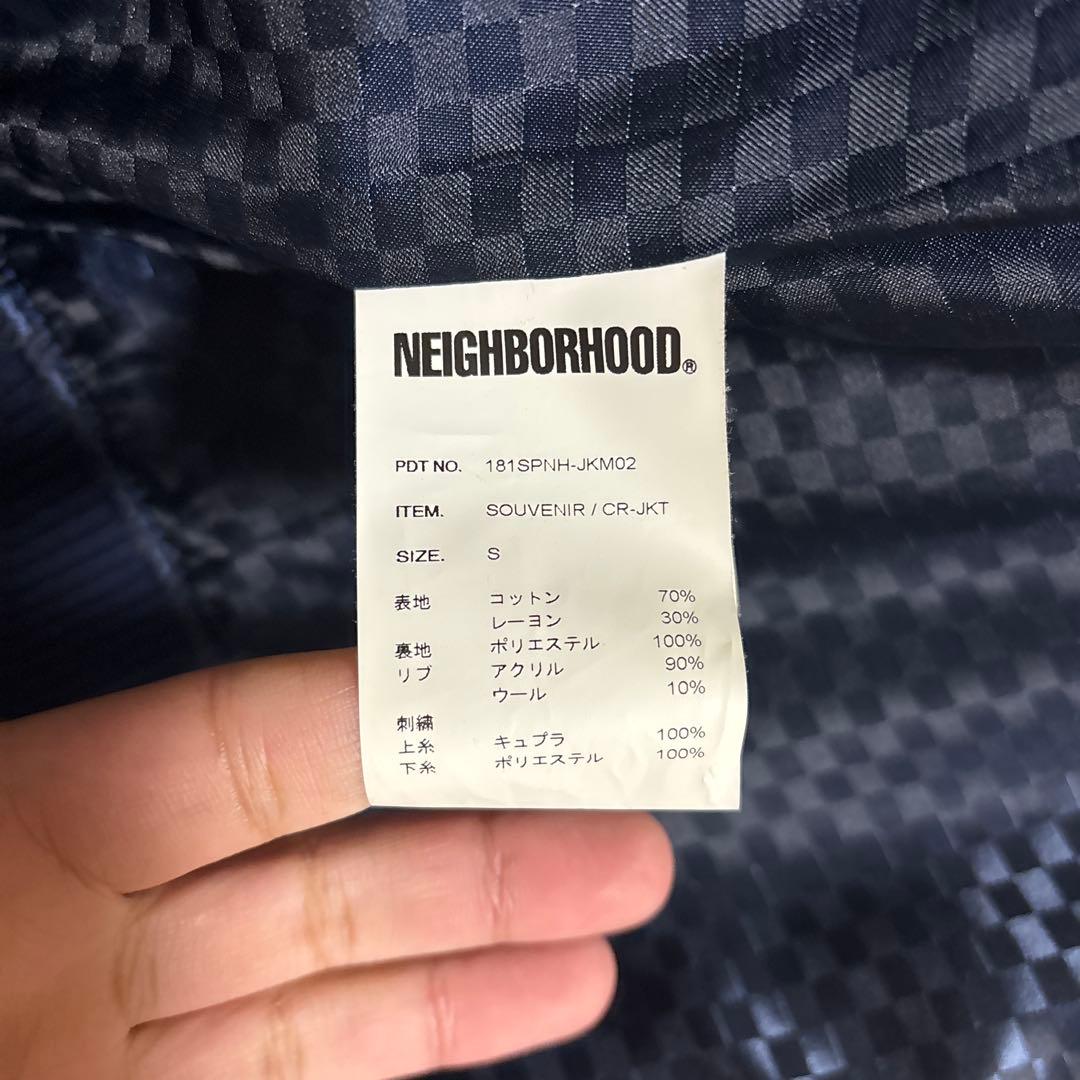 NEIGHBORHOOD®
PDT NO. 181SPNH-JKM02
ITEM. SOUVENIR / CR-JKT
SIZE. S
表地 コットン 70%
レーヨン 30%
裏地 ポリエステル 100%
リブ アクリル 90%
ウール 10%
刺繍
上糸 キュプラ 100%
下糸 ポリエステル 100%